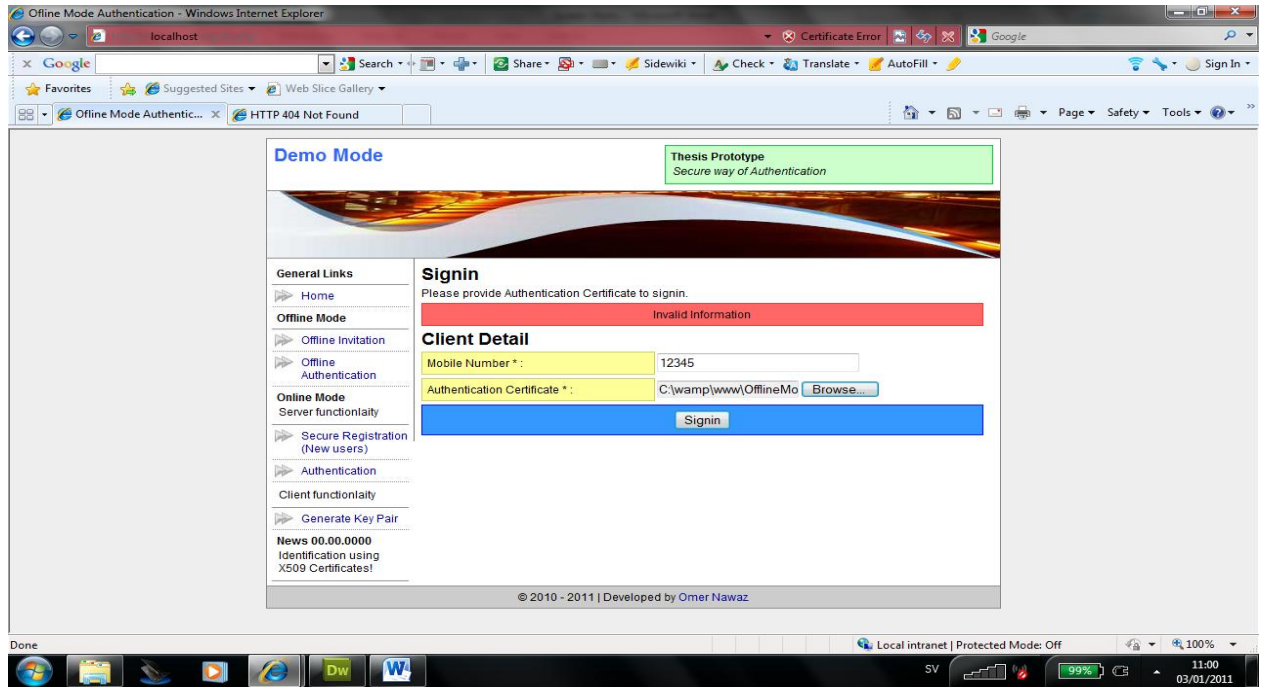 Ofline Mode Authentication - Windows Internet Explorer
localhost
Certificate Error
Google
x Google
Search
Share
Sidewiki
Check
Translate
AutoFill
Sign In
Favorites
Suggested Sites
Web Slice Gallery
Ofline Mode Authentic... x
HTTP 404 Not Found
Page
Safety
Tools
Demo Mode
Thesis Prototype
Secure way of Authentication
General Links
Home
Offline Mode
Offline Invitation
Offline
Authentication
Online Mode
Server functionlaity
Secure Registration
(New users)
Authentication
Client functionlaity
Generate Key Pair
News 00.00.0000
Identification using
X509 Certificates!
Signin
Please provide Authentication Certificate to signin.
Invalid Information
Client Detail
Mobile Number * :
12345
Authentication Certificate * :
C:\wamp\www\OfflineMo
Browse...
Signin
© 2010 - 2011 | Developed by Omer Nawaz
Done
Local intranet | Protected Mode: Off
100%
Dw
W
SV
99%
11:00
03/01/2011